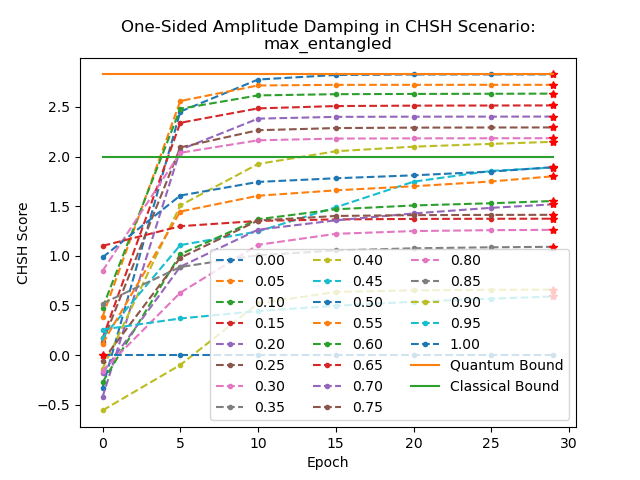 One-Sided Amplitude Damping in CHSH Scenario:
max_entangled
CHSH Score
2.5
2.0
1.5
1.0
0.5
0.0
−0.5
0.00 0.40 0.80
0.05 0.45 0.85
0.10 0.50 0.90
0.15 0.55 0.95
0.20 0.60 1.00
0.25 0.65 Quantum Bound
0.30 0.70 Classical Bound
0.35 0.75
0 5 10 15 20 25 30
Epoch